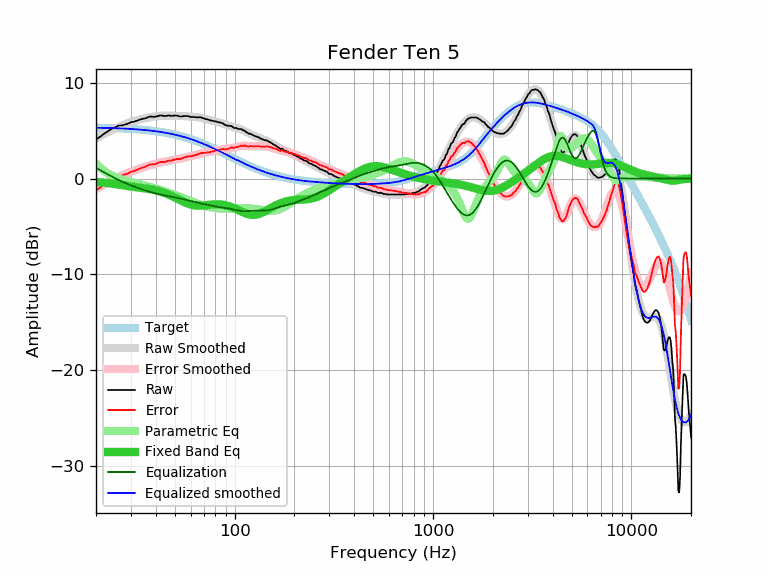 Fender Ten 5
10
0
−10
−20
−30
Amplitude (dBr)
Target
Raw Smoothed
Error Smoothed
Raw
Error
Parametric Eq
Fixed Band Eq
Equalization
Equalized smoothed
100
1000
10000
Frequency (Hz)